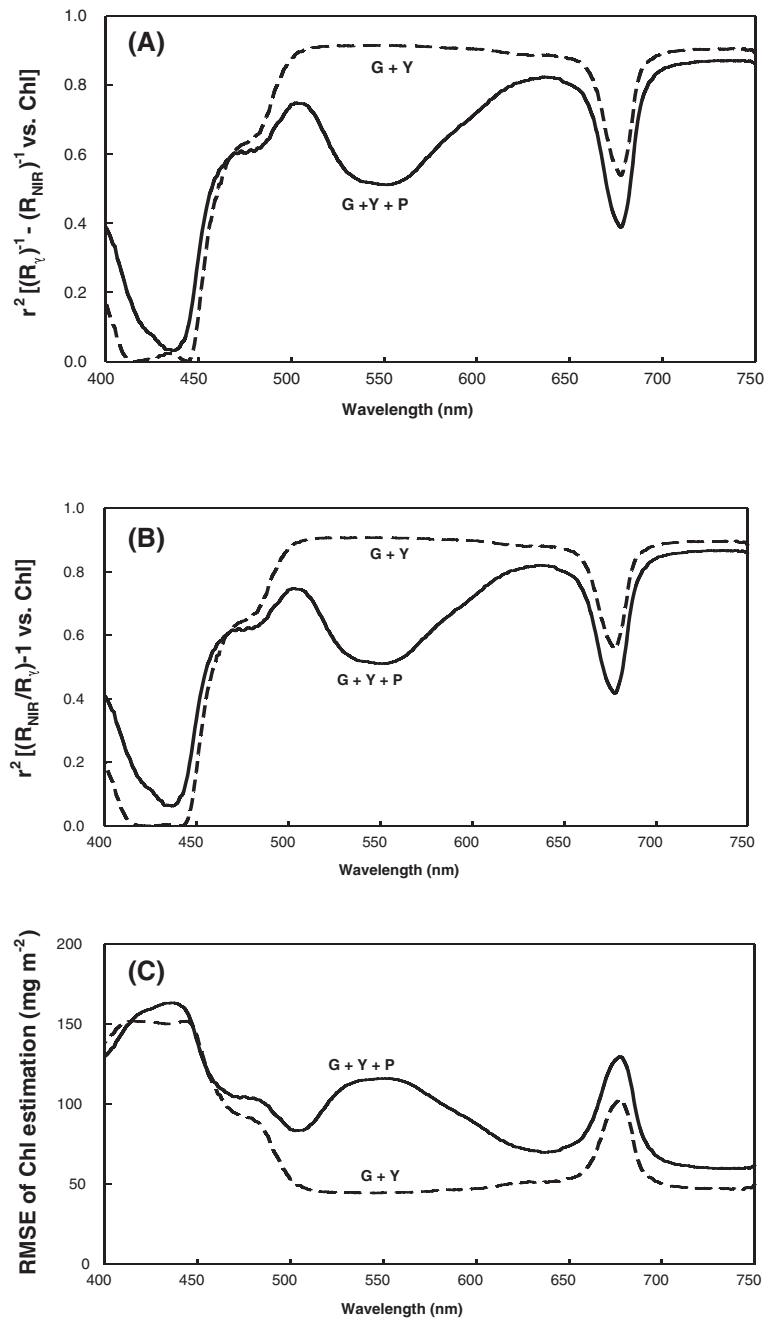 (A)
r² [(Rγ)⁻¹ - (R_NIR)⁻¹ vs. Chl]
1.0
0.8
0.6
0.4
0.2
0.0
G + Y
G +Y + P
400 450 500 550 600 650 700 750
Wavelength (nm)
(B)
r² [(R_NIR/Rγ)-1 vs. Chl]
1.0
0.8
0.6
0.4
0.2
0.0
G + Y
G + Y + P
400 450 500 550 600 650 700 750
Wavelength (nm)
(C)
RMSE of Chl estimation (mg m⁻²)
200
150
100
50
0
G + Y + P
G + Y
400 450 500 550 600 650 700 750
Wavelength (nm)